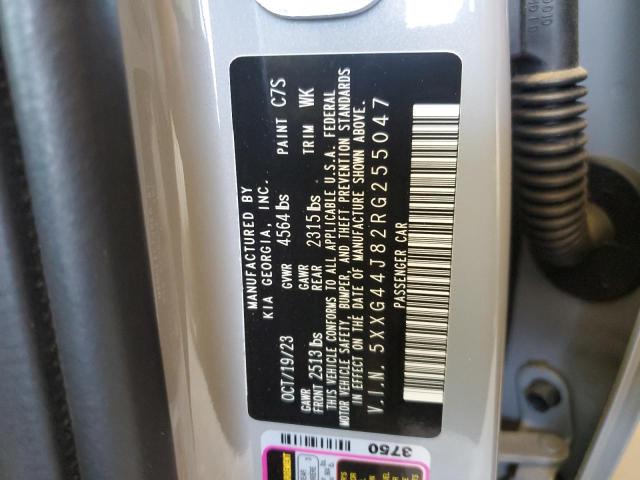 MANUFACTURED BY
KIA GEORGIA, INC.
OCT/19/23 GVWR 4564 lbs PAINT C7S
GAWR GAWR
FRONT 2513 lbs REAR 2315 lbs TRIM WK
THIS VEHICLE CONFORMS TO ALL APPLICABLE U.S.A. FEDERAL
MOTOR VEHICLE SAFETY, BUMPER, AND THEFT PREVENTION STANDARDS
IN EFFECT ON THE DATE OF MANUFACTURE SHOWN ABOVE.
V.I.N. 5XXG44J82RG255047
PASSENGER CAR
3750